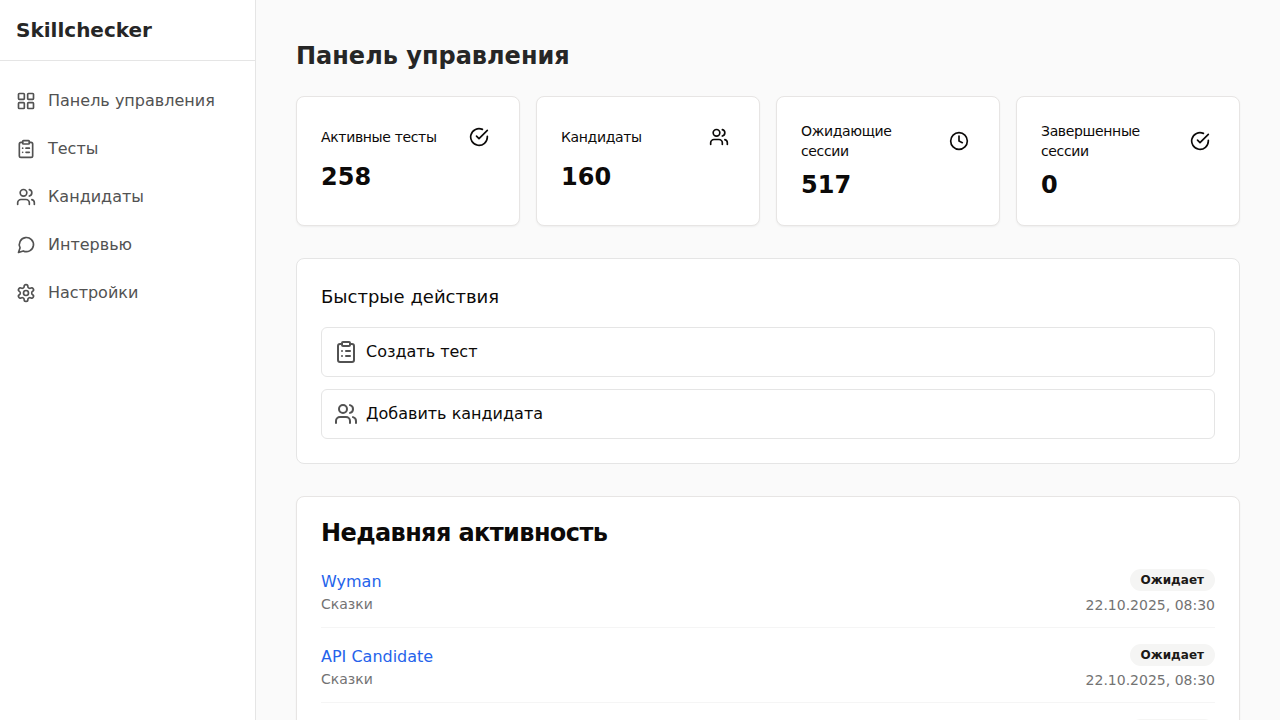 Skillchecker
Панель управления
Тесты
Кандидаты
Интервью
Настройки
Панель управления
Активные тесты
258
Кандидаты
160
Ожидающие
сессии
517
Завершенные
сессии
0
Быстрые действия
Создать тест
Добавить кандидата
Недавняя активность
Wyman
Ожидает
Сказки
22.10.2025, 08:30
API Candidate
Ожидает
Сказки
22.10.2025, 08:30